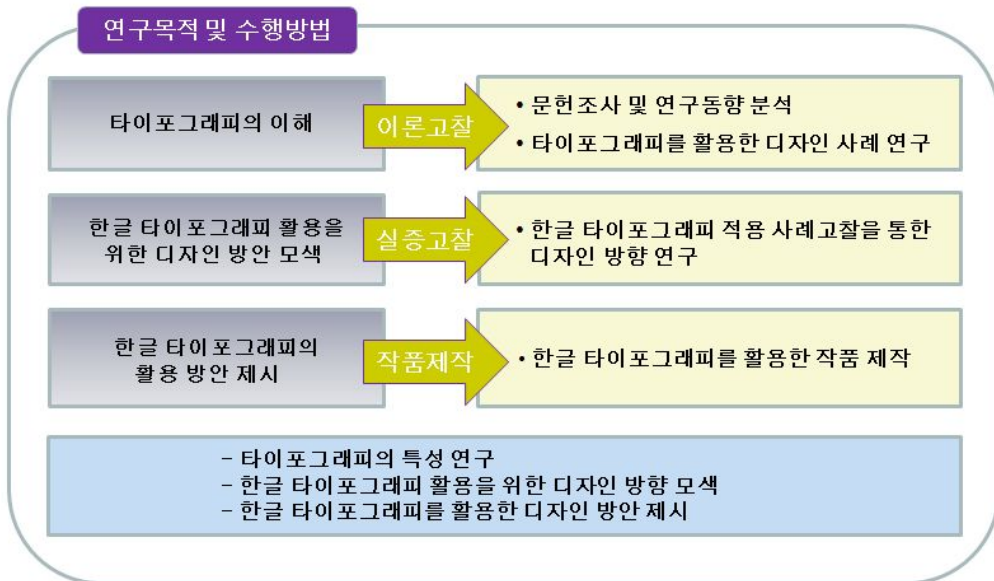 연구목적 및 수행방법
타이포그래피의 이해
이론고찰
• 문헌조사 및 연구동향 분석
• 타이포그래피를 활용한 디자인 사례 연구
한글 타이포그래피 활용을
위한 디자인 방안 모색
실증고찰
• 한글 타이포그래피 적용 사례고찰을 통한
디자인 방향 연구
한글 타이포그래피의
활용 방안 제시
작품제작
• 한글 타이포그래피를 활용한 작품 제작
– 타이포그래피의 특성 연구
– 한글 타이포그래피 활용을 위한 디자인 방향 모색
– 한글 타이포그래피를 활용한 디자인 방안 제시